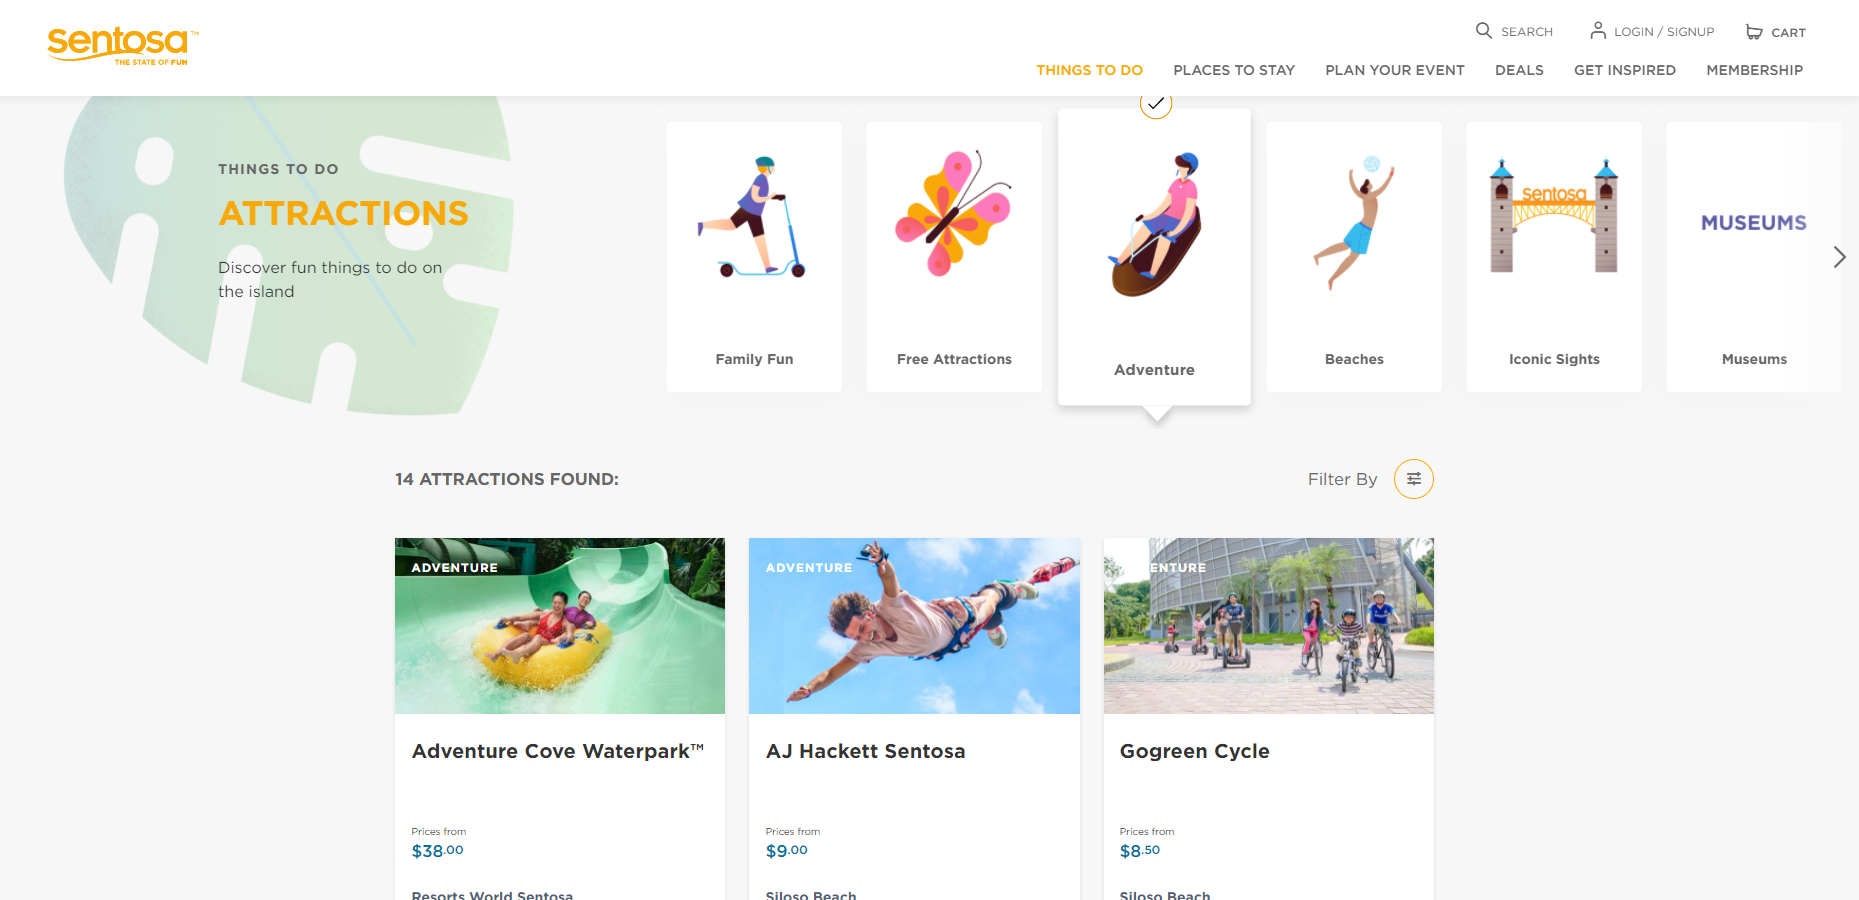 Sentosa™
THE STATE OF FUN
SEARCH
LOGIN / SIGNUP
CART
THINGS TO DO
PLACES TO STAY
PLAN YOUR EVENT
DEALS
GET INSPIRED
MEMBERSHIP
THINGS TO DO
ATTRACTIONS
Discover fun things to do on
the island
Family Fun
Free Attractions
Adventure
Beaches
sentosa
Iconic Sights
MUSEUMS
Museums
14 ATTRACTIONS FOUND:
Filter By
ADVENTURE
Adventure Cove Waterpark™
Prices from
$38.00
Resorts World Sentosa
ADVENTURE
AJ Hackett Sentosa
Prices from
$9.00
Siloso Beach
ENTURE
Gogreen Cycle
Prices from
$8.50
Siloso Beach